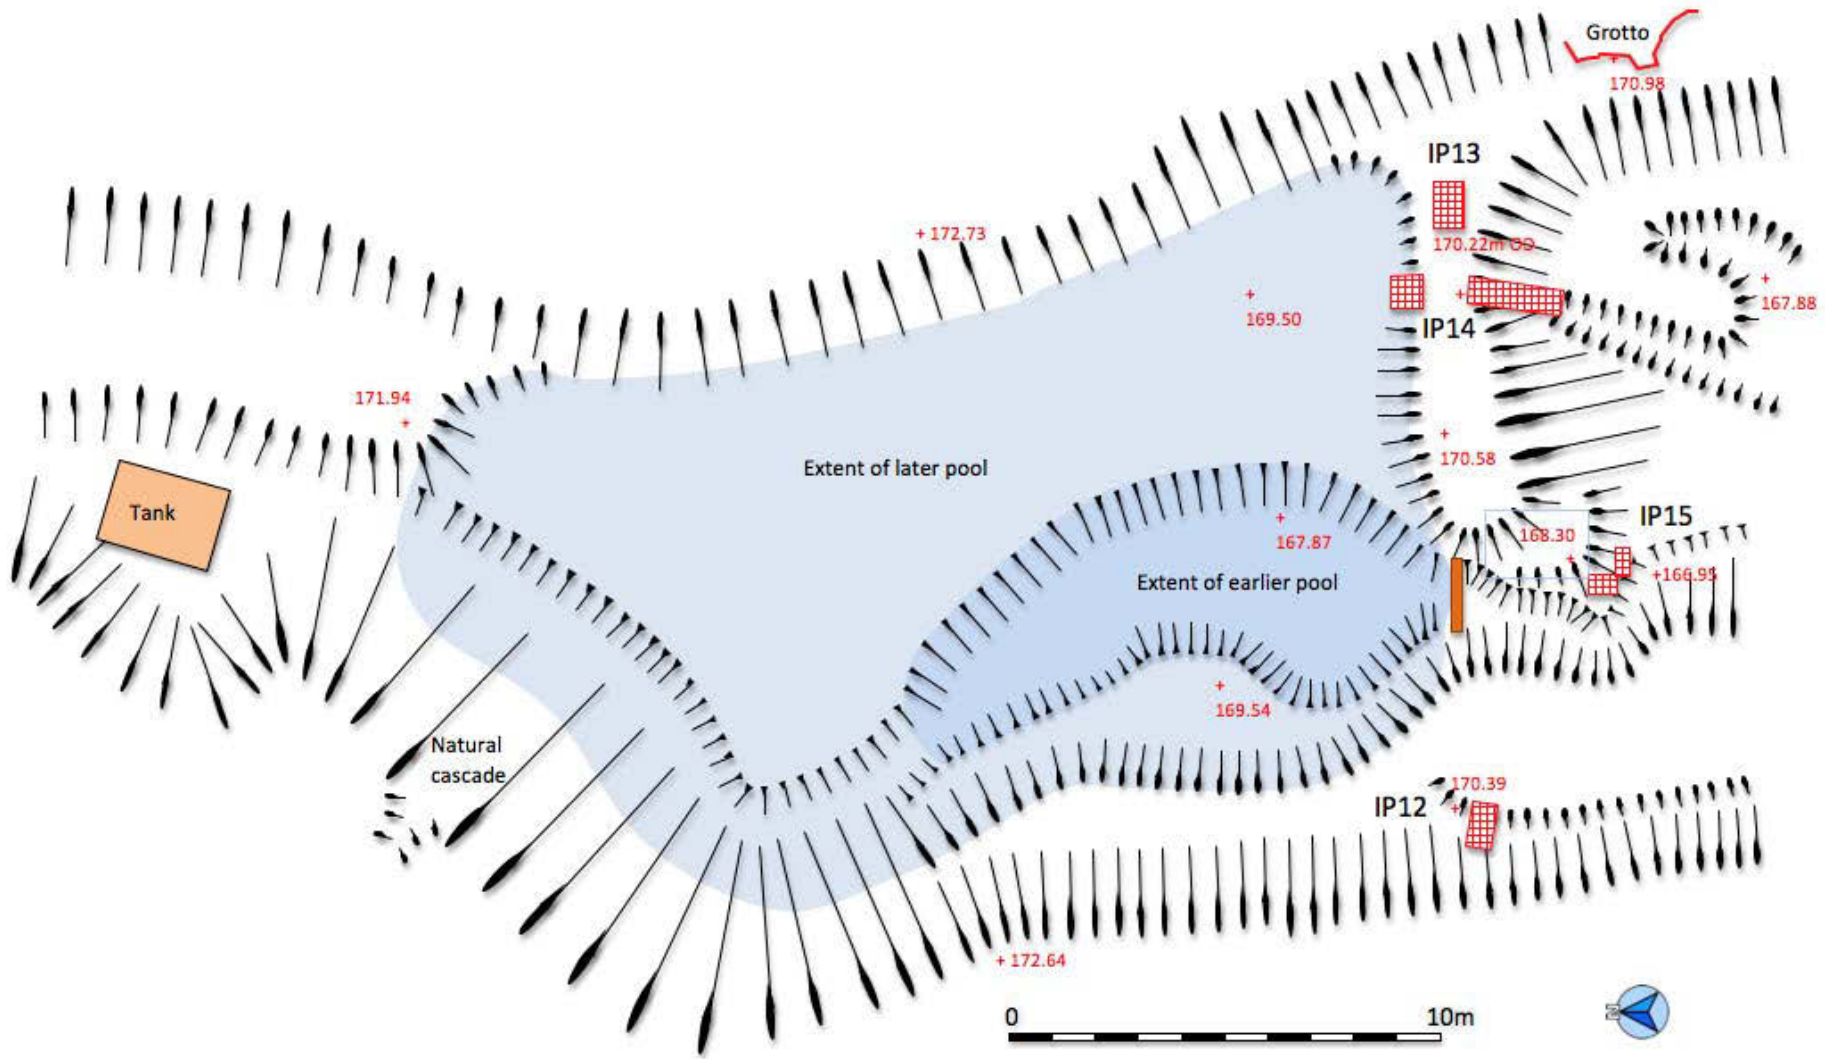 Grotto
170.98
IP13
170.22m OD
+ 172.73
167.88
169.50
IP14
171.94
170.58
Extent of later pool
Tank
IP15
168.30
167.87
Extent of earlier pool
+166.95
169.54
Natural
cascade
170.39
IP12
+ 172.64
0 10m
N